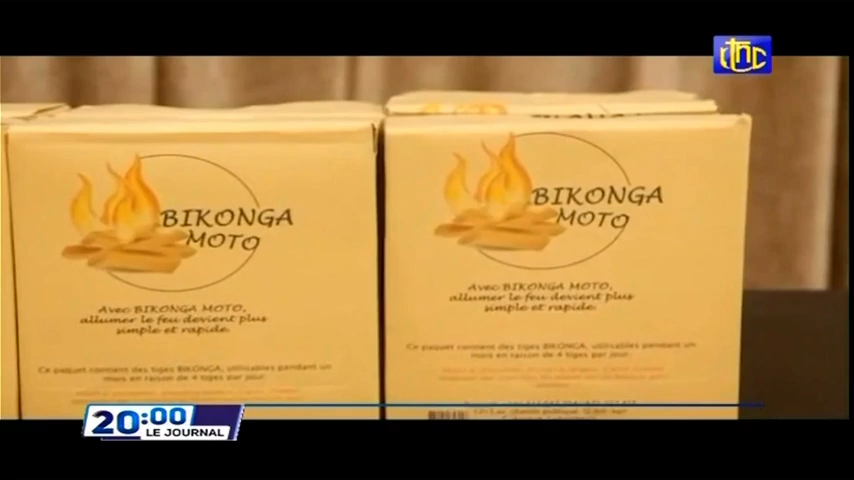 rtnc
BIKONGA
MOTO
Avec BIKONGA MOTO,
allumer le feu devient plus
simple et rapide.
Ce paquet contient des tiges BIKONGA, utilisables pendant un
mois en raison de 4 tiges par jour.
BIKONGA
MOTO
Avec BIKONGA MOTO,
allumer le feu devient plus
simple et rapide.
Ce paquet contient des tiges BIKONGA, utilisables pendant un
mois en raison de 4 tiges par jour.
20:00
LE JOURNAL